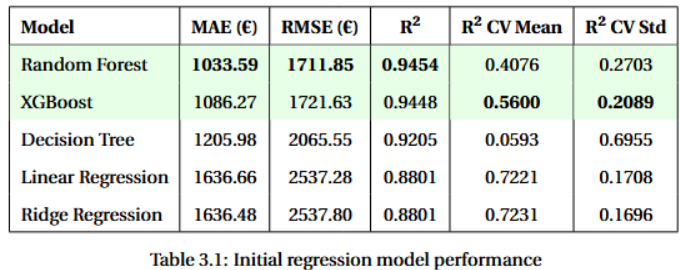 Model MAE (€) RMSE (€) R² R² CV Mean R² CV Std
Random Forest 1033.59 1711.85 0.9454 0.4076 0.2703
XGBoost 1086.27 1721.63 0.9448 0.5600 0.2089
Decision Tree 1205.98 2065.55 0.9205 0.0593 0.6955
Linear Regression 1636.66 2537.28 0.8801 0.7221 0.1708
Ridge Regression 1636.48 2537.80 0.8801 0.7231 0.1696
Table 3.1: Initial regression model performance